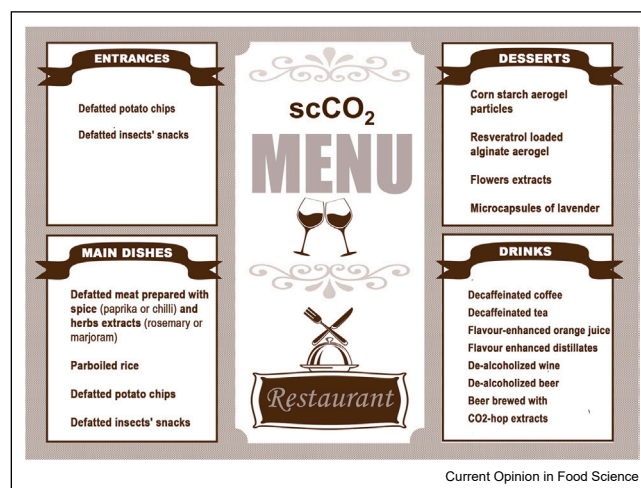 ENTRANCES
Defatted potato chips
Defatted insects' snacks
MAIN DISHES
Defatted meat prepared with
spice (paprika or chilli) and
herbs extracts (rosemary or
marjoram)
Parboiled rice
Defatted potato chips
Defatted insects' snacks
scCO₂
MENU
Restaurant
DESSERTS
Corn starch aerogel
particles
Resveratrol loaded
alginate aerogel
Flowers extracts
Microcapsules of lavender
DRINKS
Decaffeinated coffee
Decaffeinated tea
Flavour-enhanced orange juice
Flavour enhanced distillates
De-alcoholized wine
De-alcoholized beer
Beer brewed with
CO2-hop extracts
Current Opinion in Food Science